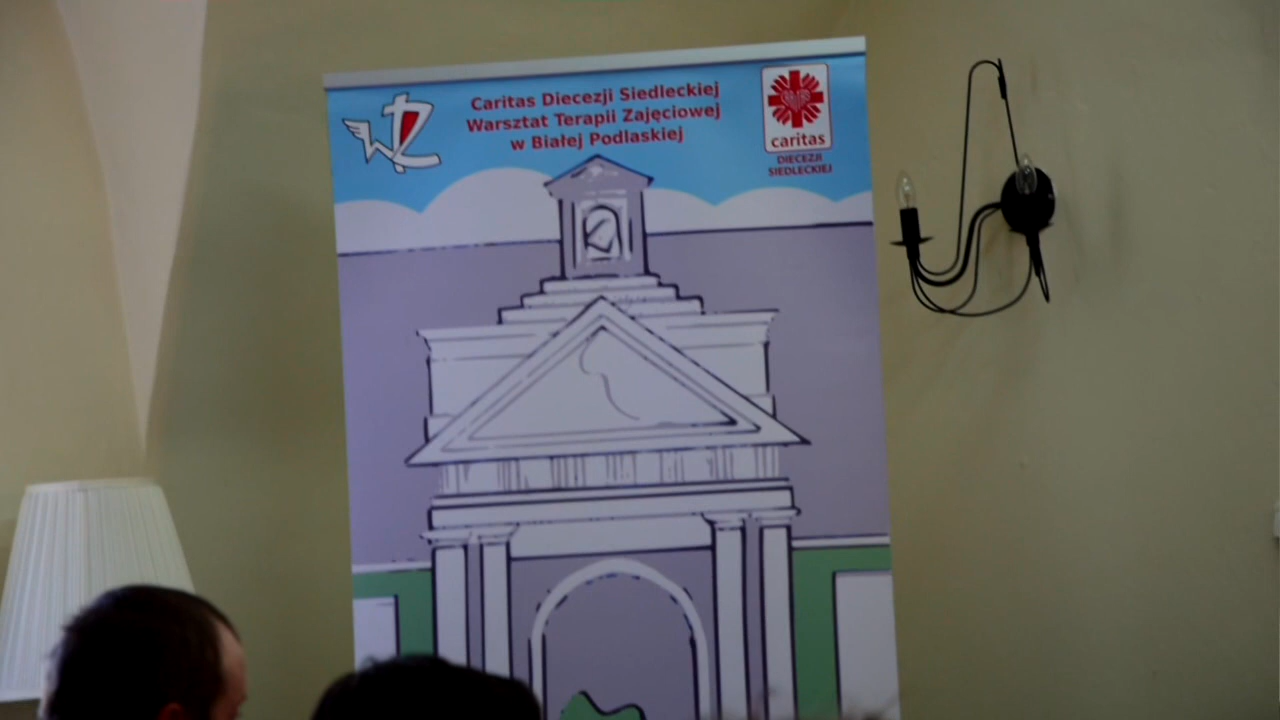 Caritas Diecezji Siedleckiej
Warsztat Terapii Zajęciowej
w Białej Podlaskiej
caritas
DIECEZJI
SIEDLECKIEJ